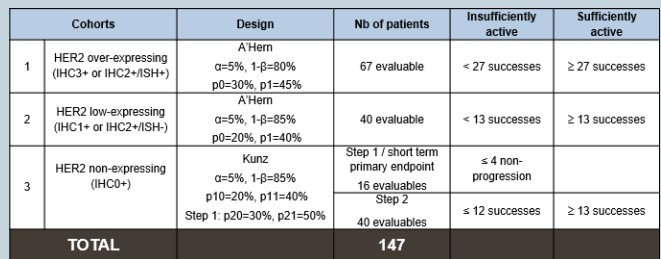 Cohorts Design Nb of patients Insufficiently active Sufficiently active
1 HER2 over-expressing (IHC3+ or IHC2+/ISH+)
A'Hern
α=5%, 1-β=80%
p0=30%, p1=45%
67 evaluable < 27 successes ≥ 27 successes
2 HER2 low-expressing (IHC1+ or IHC2+/ISH-)
A'Hern
α=5%, 1-β=85%
p0=20%, p1=40%
40 evaluable < 13 successes ≥ 13 successes
3 HER2 non-expressing (IHC0+)
Kunz
α=5%, 1-β=85%
p10=20%, p11=40%
Step 1: p20=30%, p21=50%
Step 1 / short term
primary endpoint
16 evaluables
≤ 4 non-
progression
Step 2
40 evaluables
≤ 12 successes ≥ 13 successes
TOTAL 147